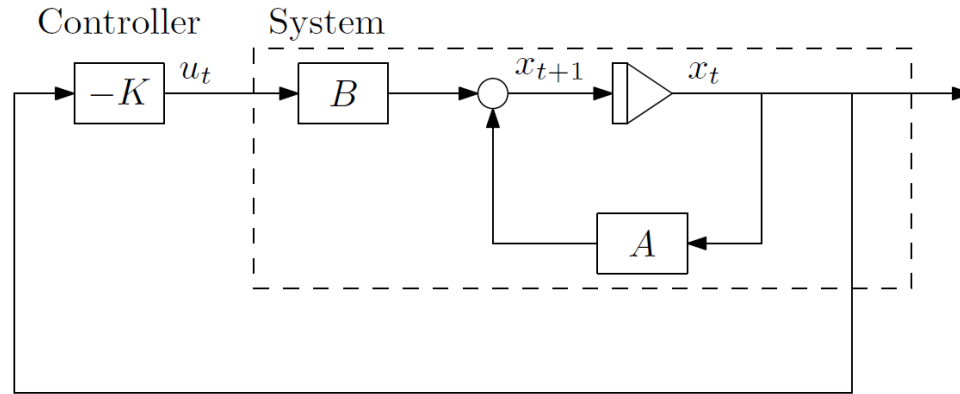 Controller
System
−K
u_t
B
x_{t+1}
x_t
A